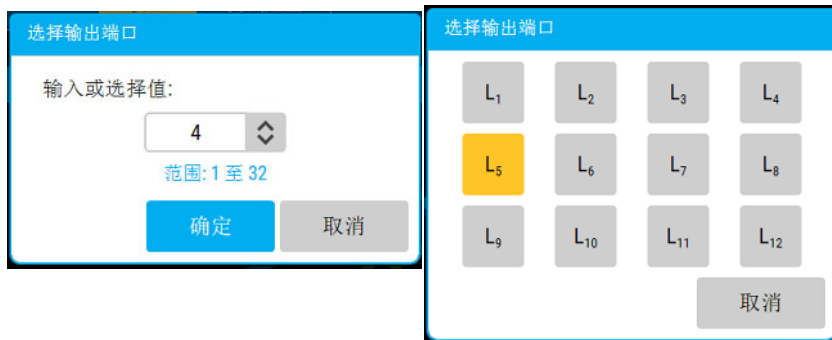 选择输出端口
输入或选择值:
4
范围: 1 至 32
确定 取消
选择输出端口
L₁ L₂ L₃ L₄
L₅ L₆ L₇ L₈
L₉ L₁₀ L₁₁ L₁₂
取消